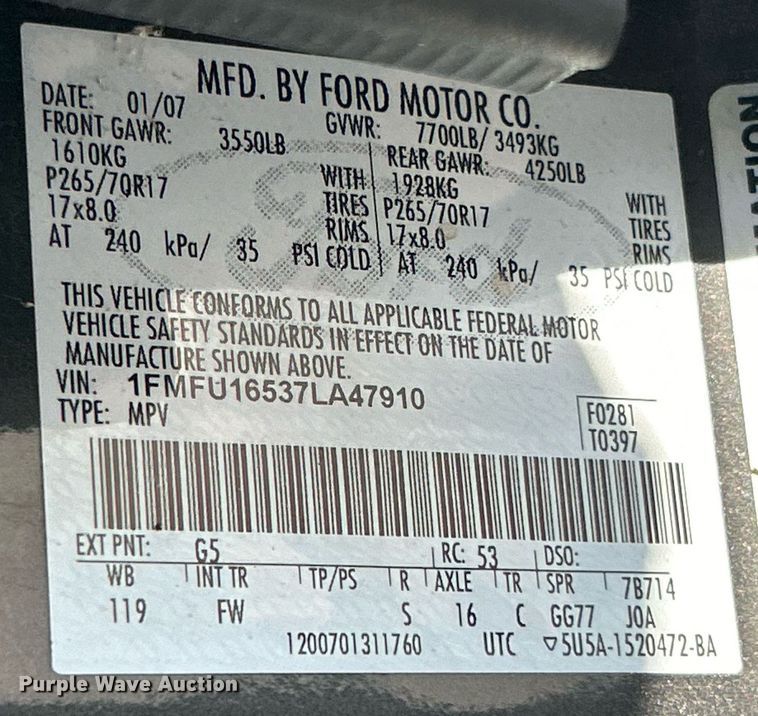 MFD. BY FORD MOTOR CO.
DATE: 01/07 GVWR: 7700LB/ 3493KG
FRONT GAWR: 3550LB REAR GAWR: 4250LB
1610KG WITH 1928KG WITH
P265/70R17 TIRES P265/70R17 TIRES
17x8.0 RIMS 17x8.0 RIMS
AT 240 kPa/ 35 PSI COLD AT 240 kPa/ 35 PSI COLD
THIS VEHICLE CONFORMS TO ALL APPLICABLE FEDERAL MOTOR
VEHICLE SAFETY STANDARDS IN EFFECT ON THE DATE OF
MANUFACTURE SHOWN ABOVE.
VIN: 1FMFU16537LA47910
TYPE: MPV
F0281
T0397
EXT PNT: G5 RC: 53 DSO:
WB INT TR TP/PS R AXLE TR SPR 7B714
119 FW S 16 C GG77 JOA
1200701311760 UTC ▽5U5A-1520472-BA
Purple Wave Auction